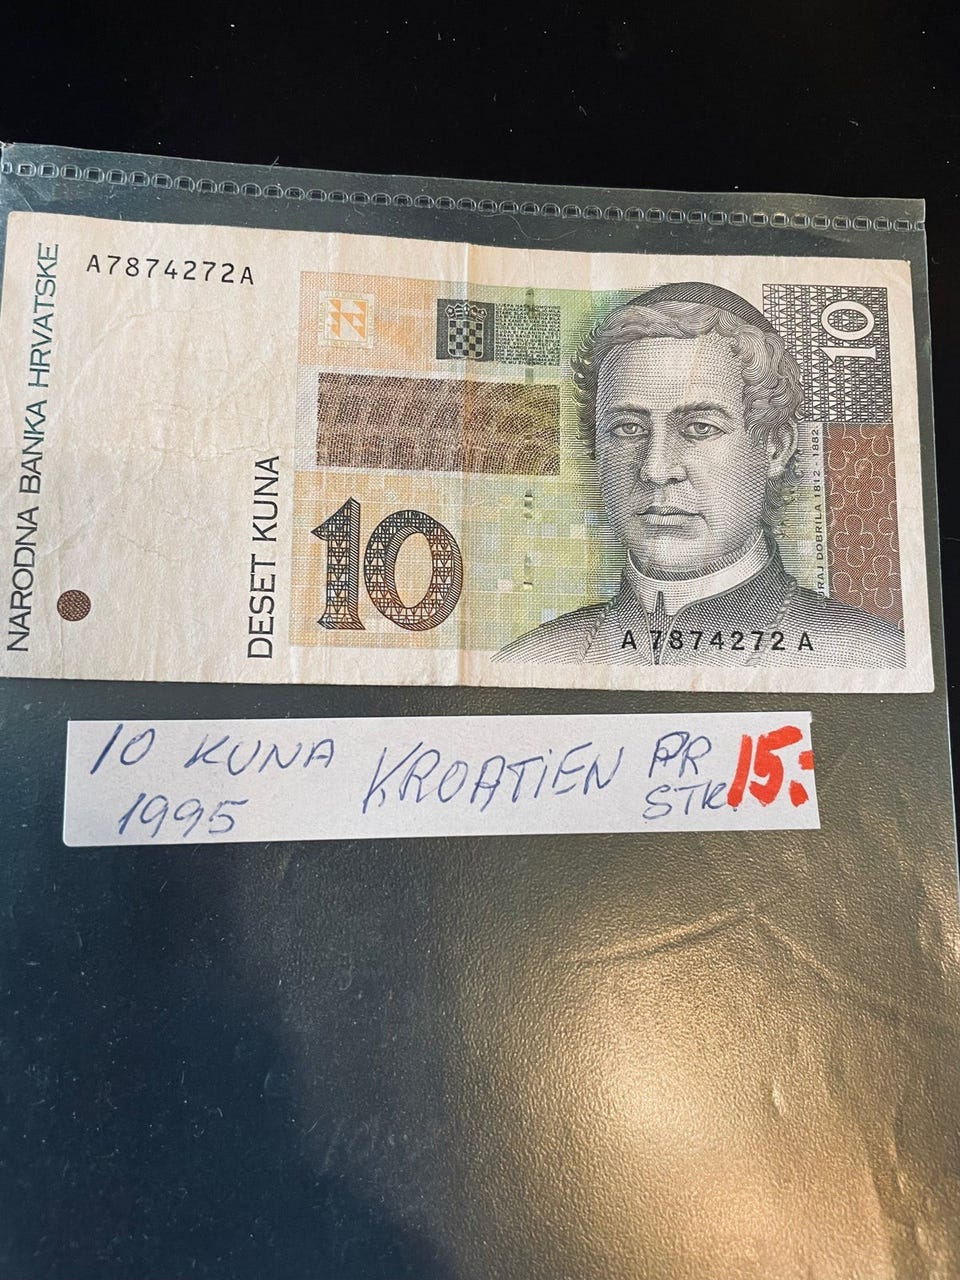 NARODNA BANKA HRVATSKE
A7874272A
DESET KUNA
10
10
JURAJ DOBRILA 1812 - 1882.
A 7874272 A
10 KUNA KROATIEN PR
1995 STK. 15:-